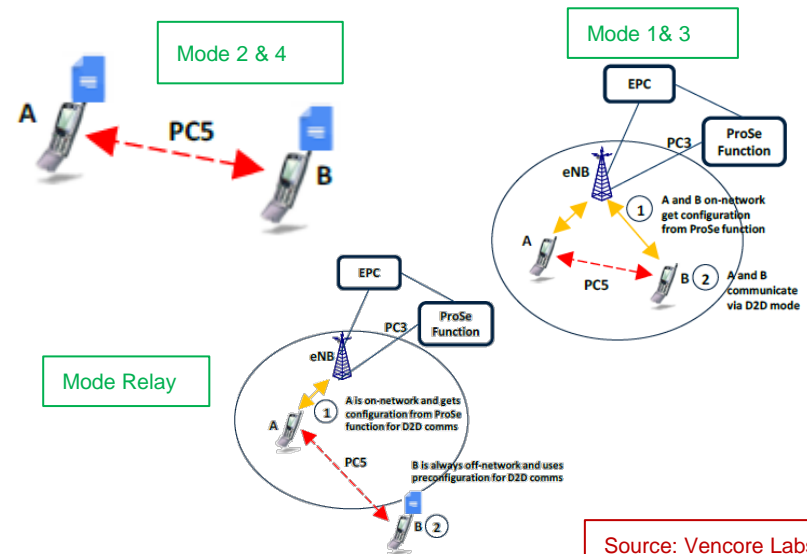 Mode 2 & 4
A
PC5
B
Mode 1& 3
EPC
ProSe
Function
PC3
eNB
1
A and B on-network
get configuration
from ProSe function
A
PC5
B
2
A and B
communicate
via D2D mode
Mode Relay
EPC
ProSe
Function
PC3
eNB
1
A is on-network and gets
configuration from ProSe
function for D2D comms
A
PC5
B is always off-network and uses
preconfiguration for D2D comms
B
2
Source: Vencore Labs